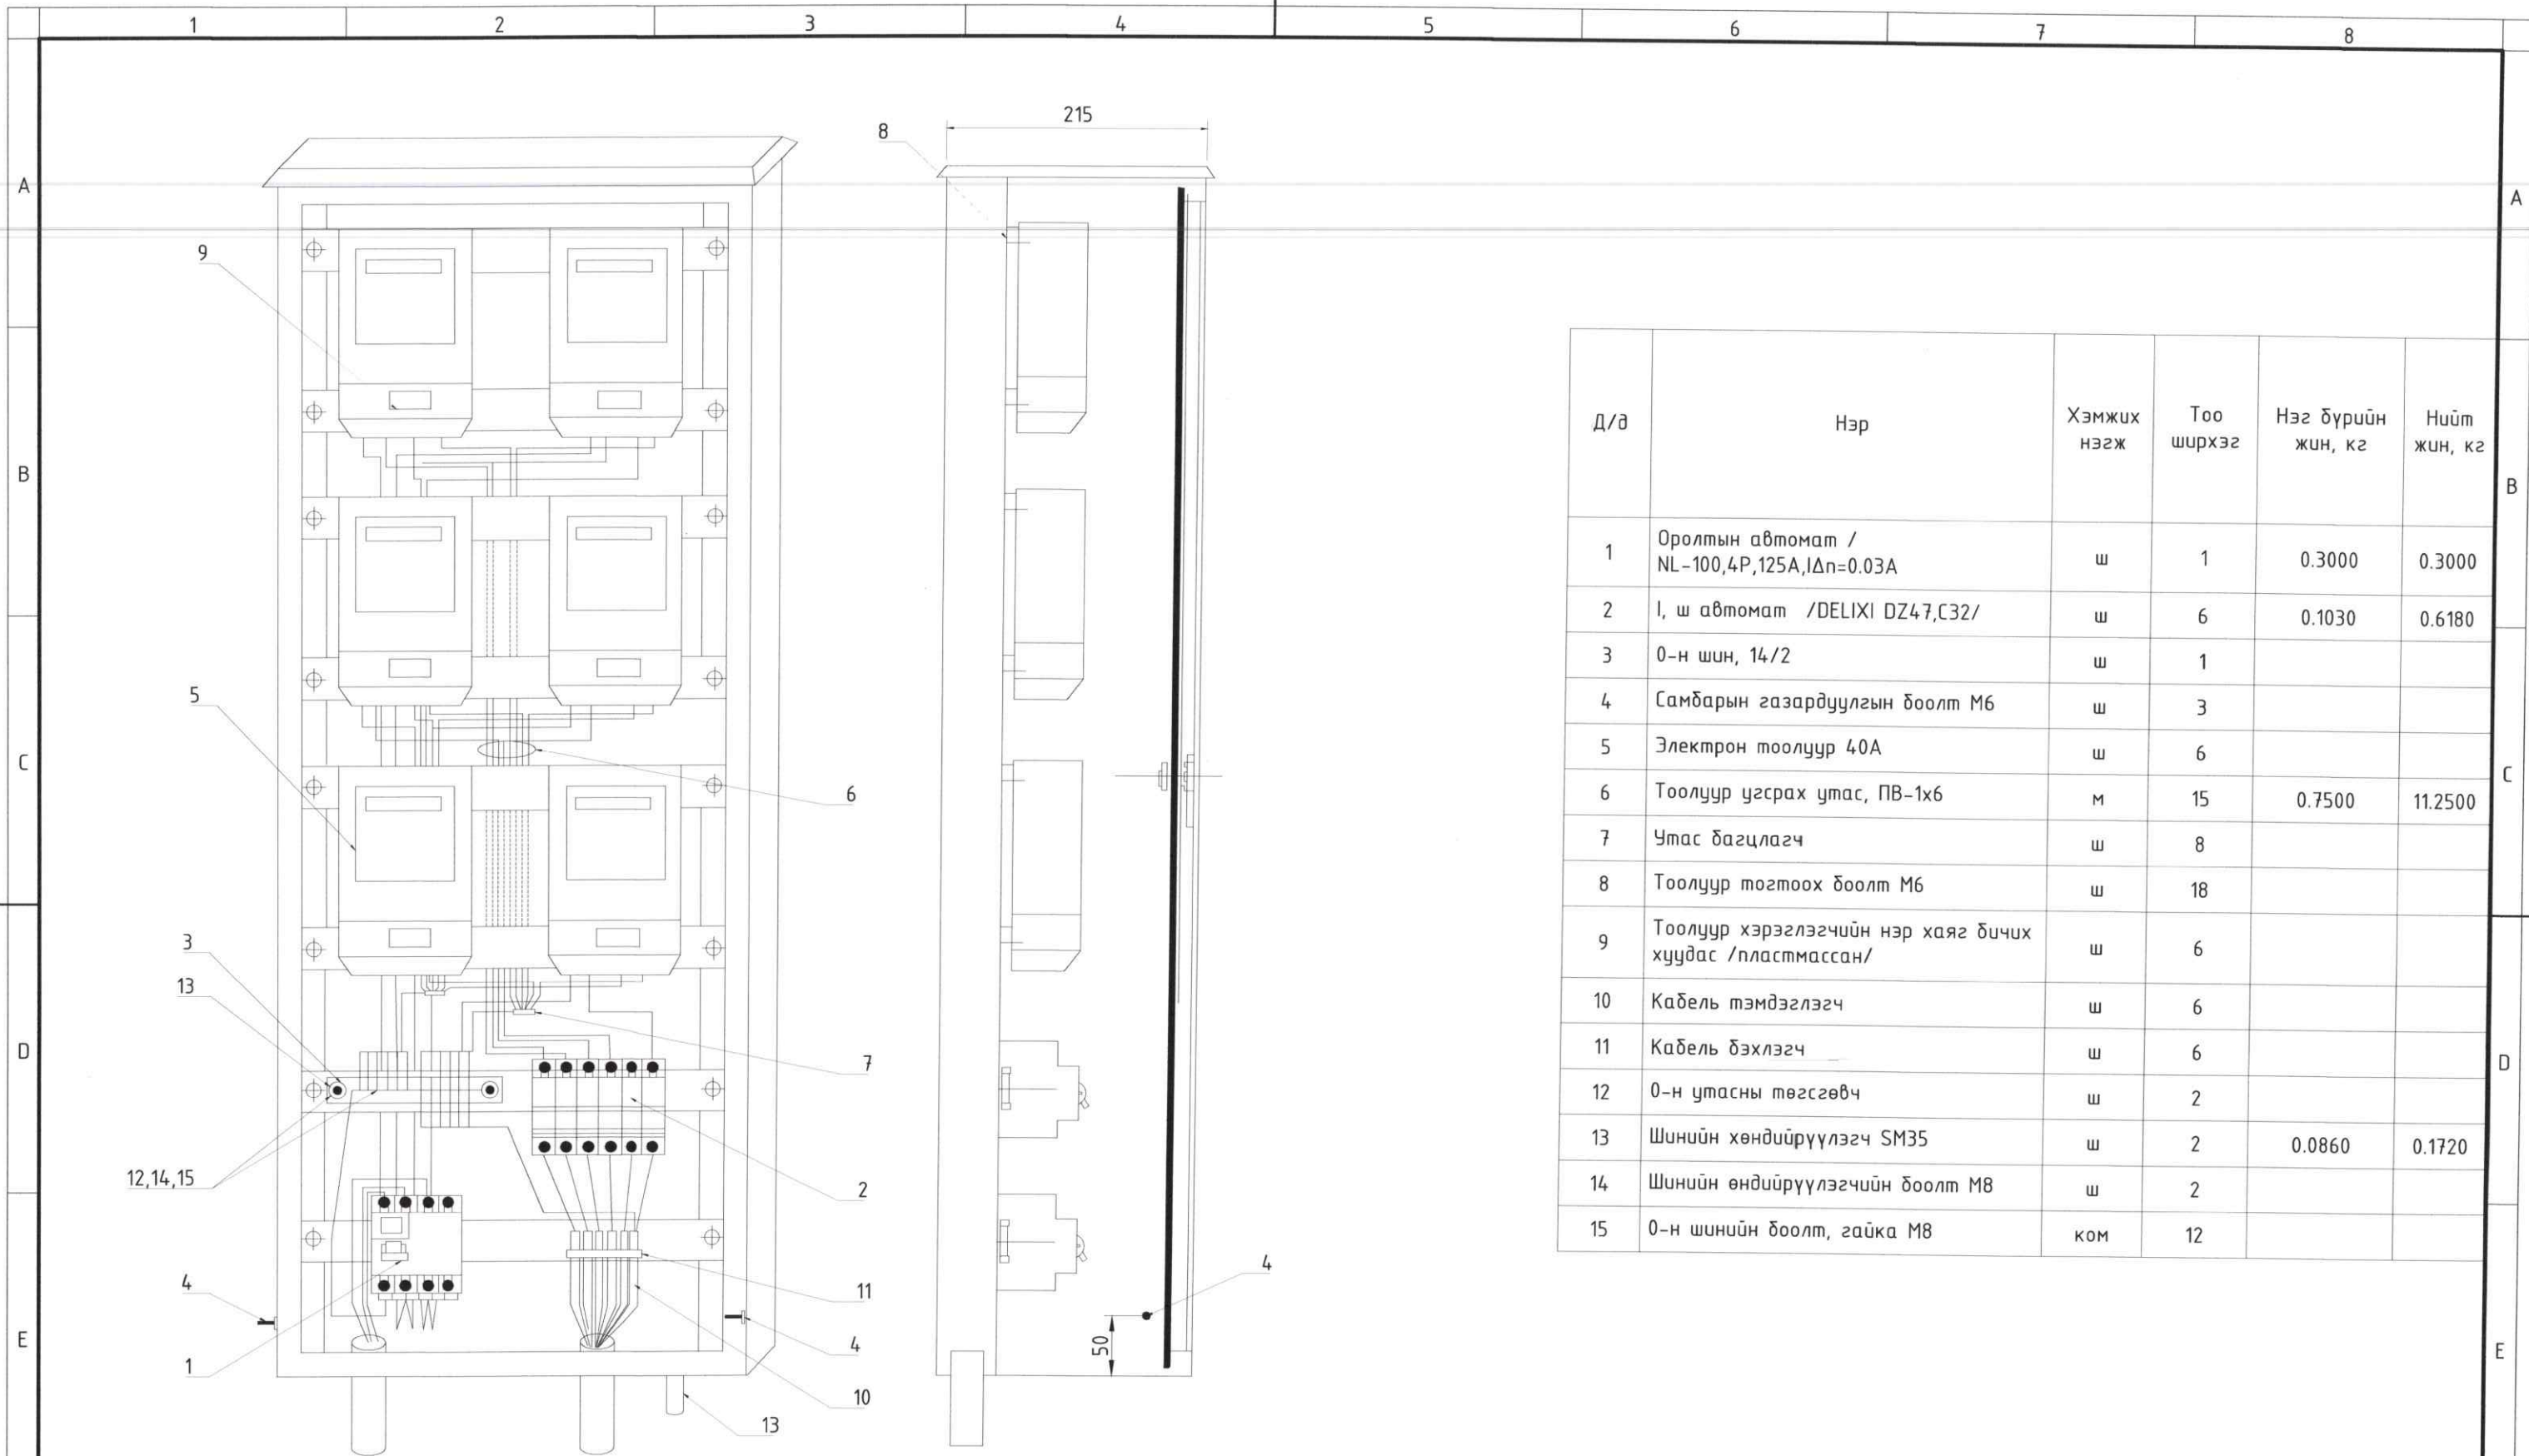 1 2 3 4 5 6 7 8
A
B
C
D
E
A
B
C
D
E
215
8
9
5
6
3
13
7
12,14,15
2
4
11
4
1
4
10
13
50
Д/д Нэр Хэмжих нэгж Тоо ширхэг Нэг бүрийн жин, кг Нийт жин, кг
1 Оролтын автомат / NL-100,4P,125A,IΔn=0.03A ш 1 0.3000 0.3000
2 I, ш автомат /DELIXI DZ47,C32/ ш 6 0.1030 0.6180
3 0-н шин, 14/2 ш 1
4 Самбарын газардуулгын боолт М6 ш 3
5 Электрон тоолуур 40А ш 6
6 Тоолуур угсрах утас, ПВ-1x6 м 15 0.7500 11.2500
7 Утас багцлагч ш 8
8 Тоолуур тогтоох боолт М6 ш 18
9 Тоолуур хэрэглэгчийн нэр хаяг бичих хуудас /пластмассан/ ш 6
10 Кабель тэмдэглэгч ш 6
11 Кабель бэхлэгч ш 6
12 0-н утасны төгсгөвч ш 2
13 Шинийн хөндийрүүлэгч SM35 ш 2 0.0860 0.1720
14 Шинийн өндийрүүлэгчийн боолт М8 ш 2
15 0-н шинийн боолт, гайка М8 ком 12